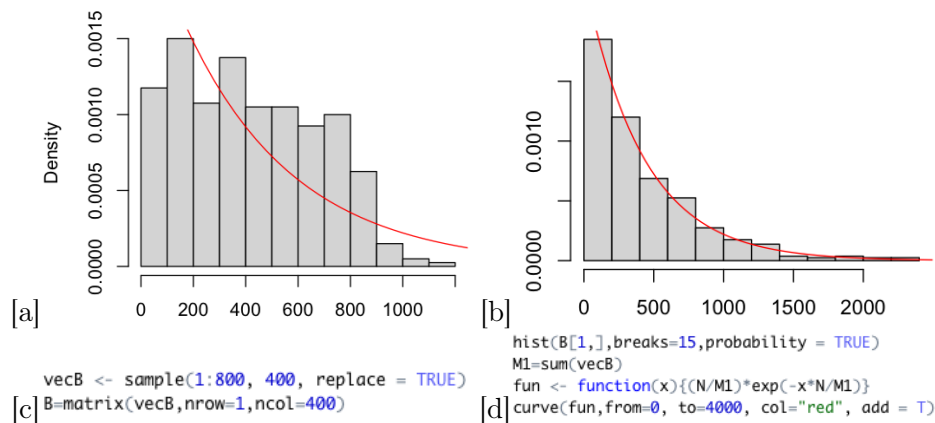 Density
0.0000 0.0005 0.0010 0.0015
0 200 400 600 800 1000
[a]
0.0000 0.0010
0 500 1000 1500 2000
[b]
vecB <- sample(1:800, 400, replace = TRUE)
B=matrix(vecB,nrow=1,ncol=400)
[c]
hist(B[1,],breaks=15,probability = TRUE)
M1=sum(vecB)
fun <- function(x){(N/M1)*exp(-x*N/M1)}
curve(fun,from=0, to=4000, col="red", add = T)
[d]